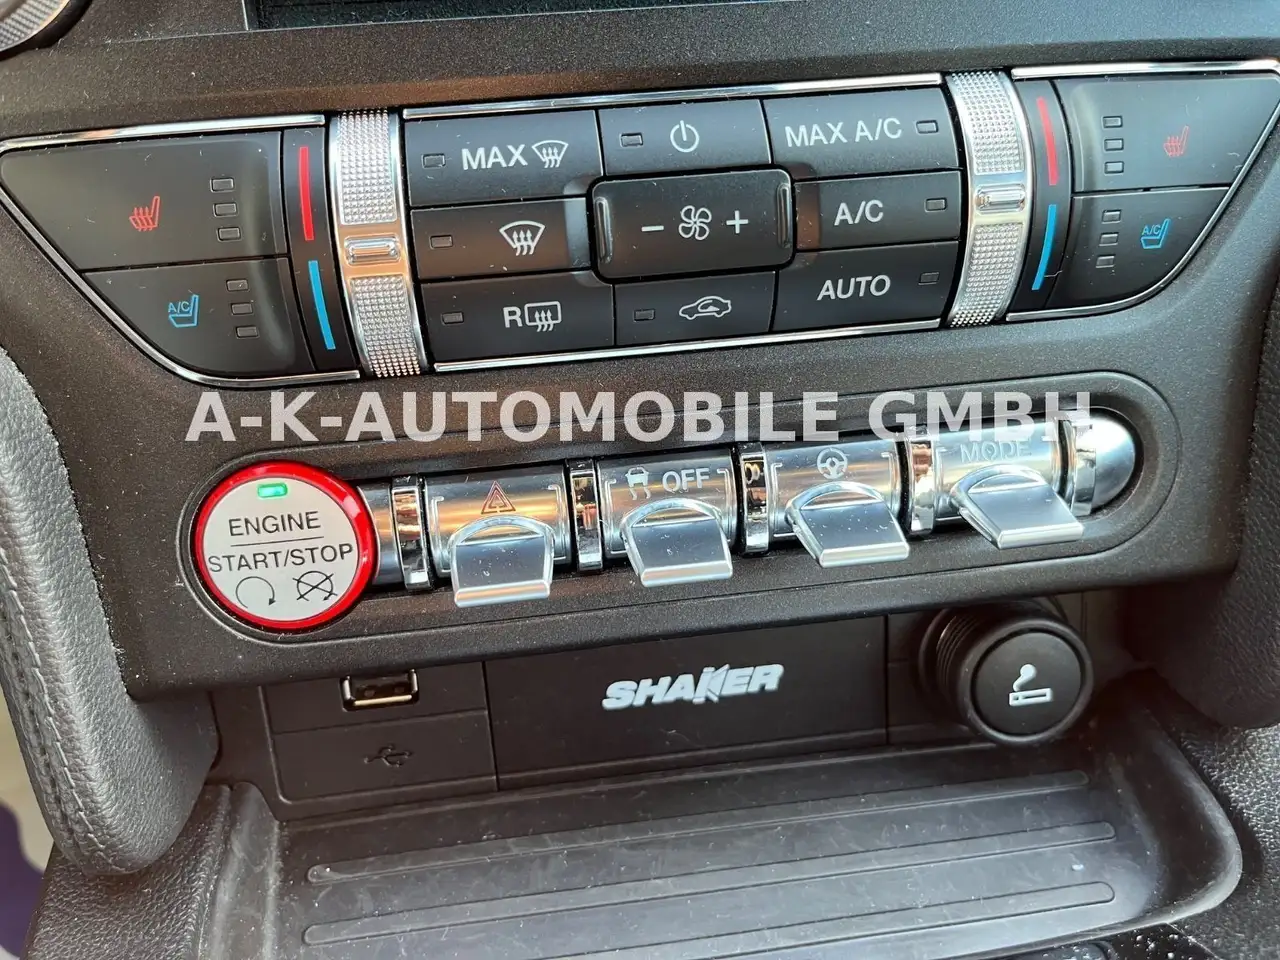 MAX
MAX A/C
A/C
− +
A/C
A/C
R
AUTO
A-K-AUTOMOBILE GMBH
OFF
MODE
ENGINE
START/STOP
SHAKER